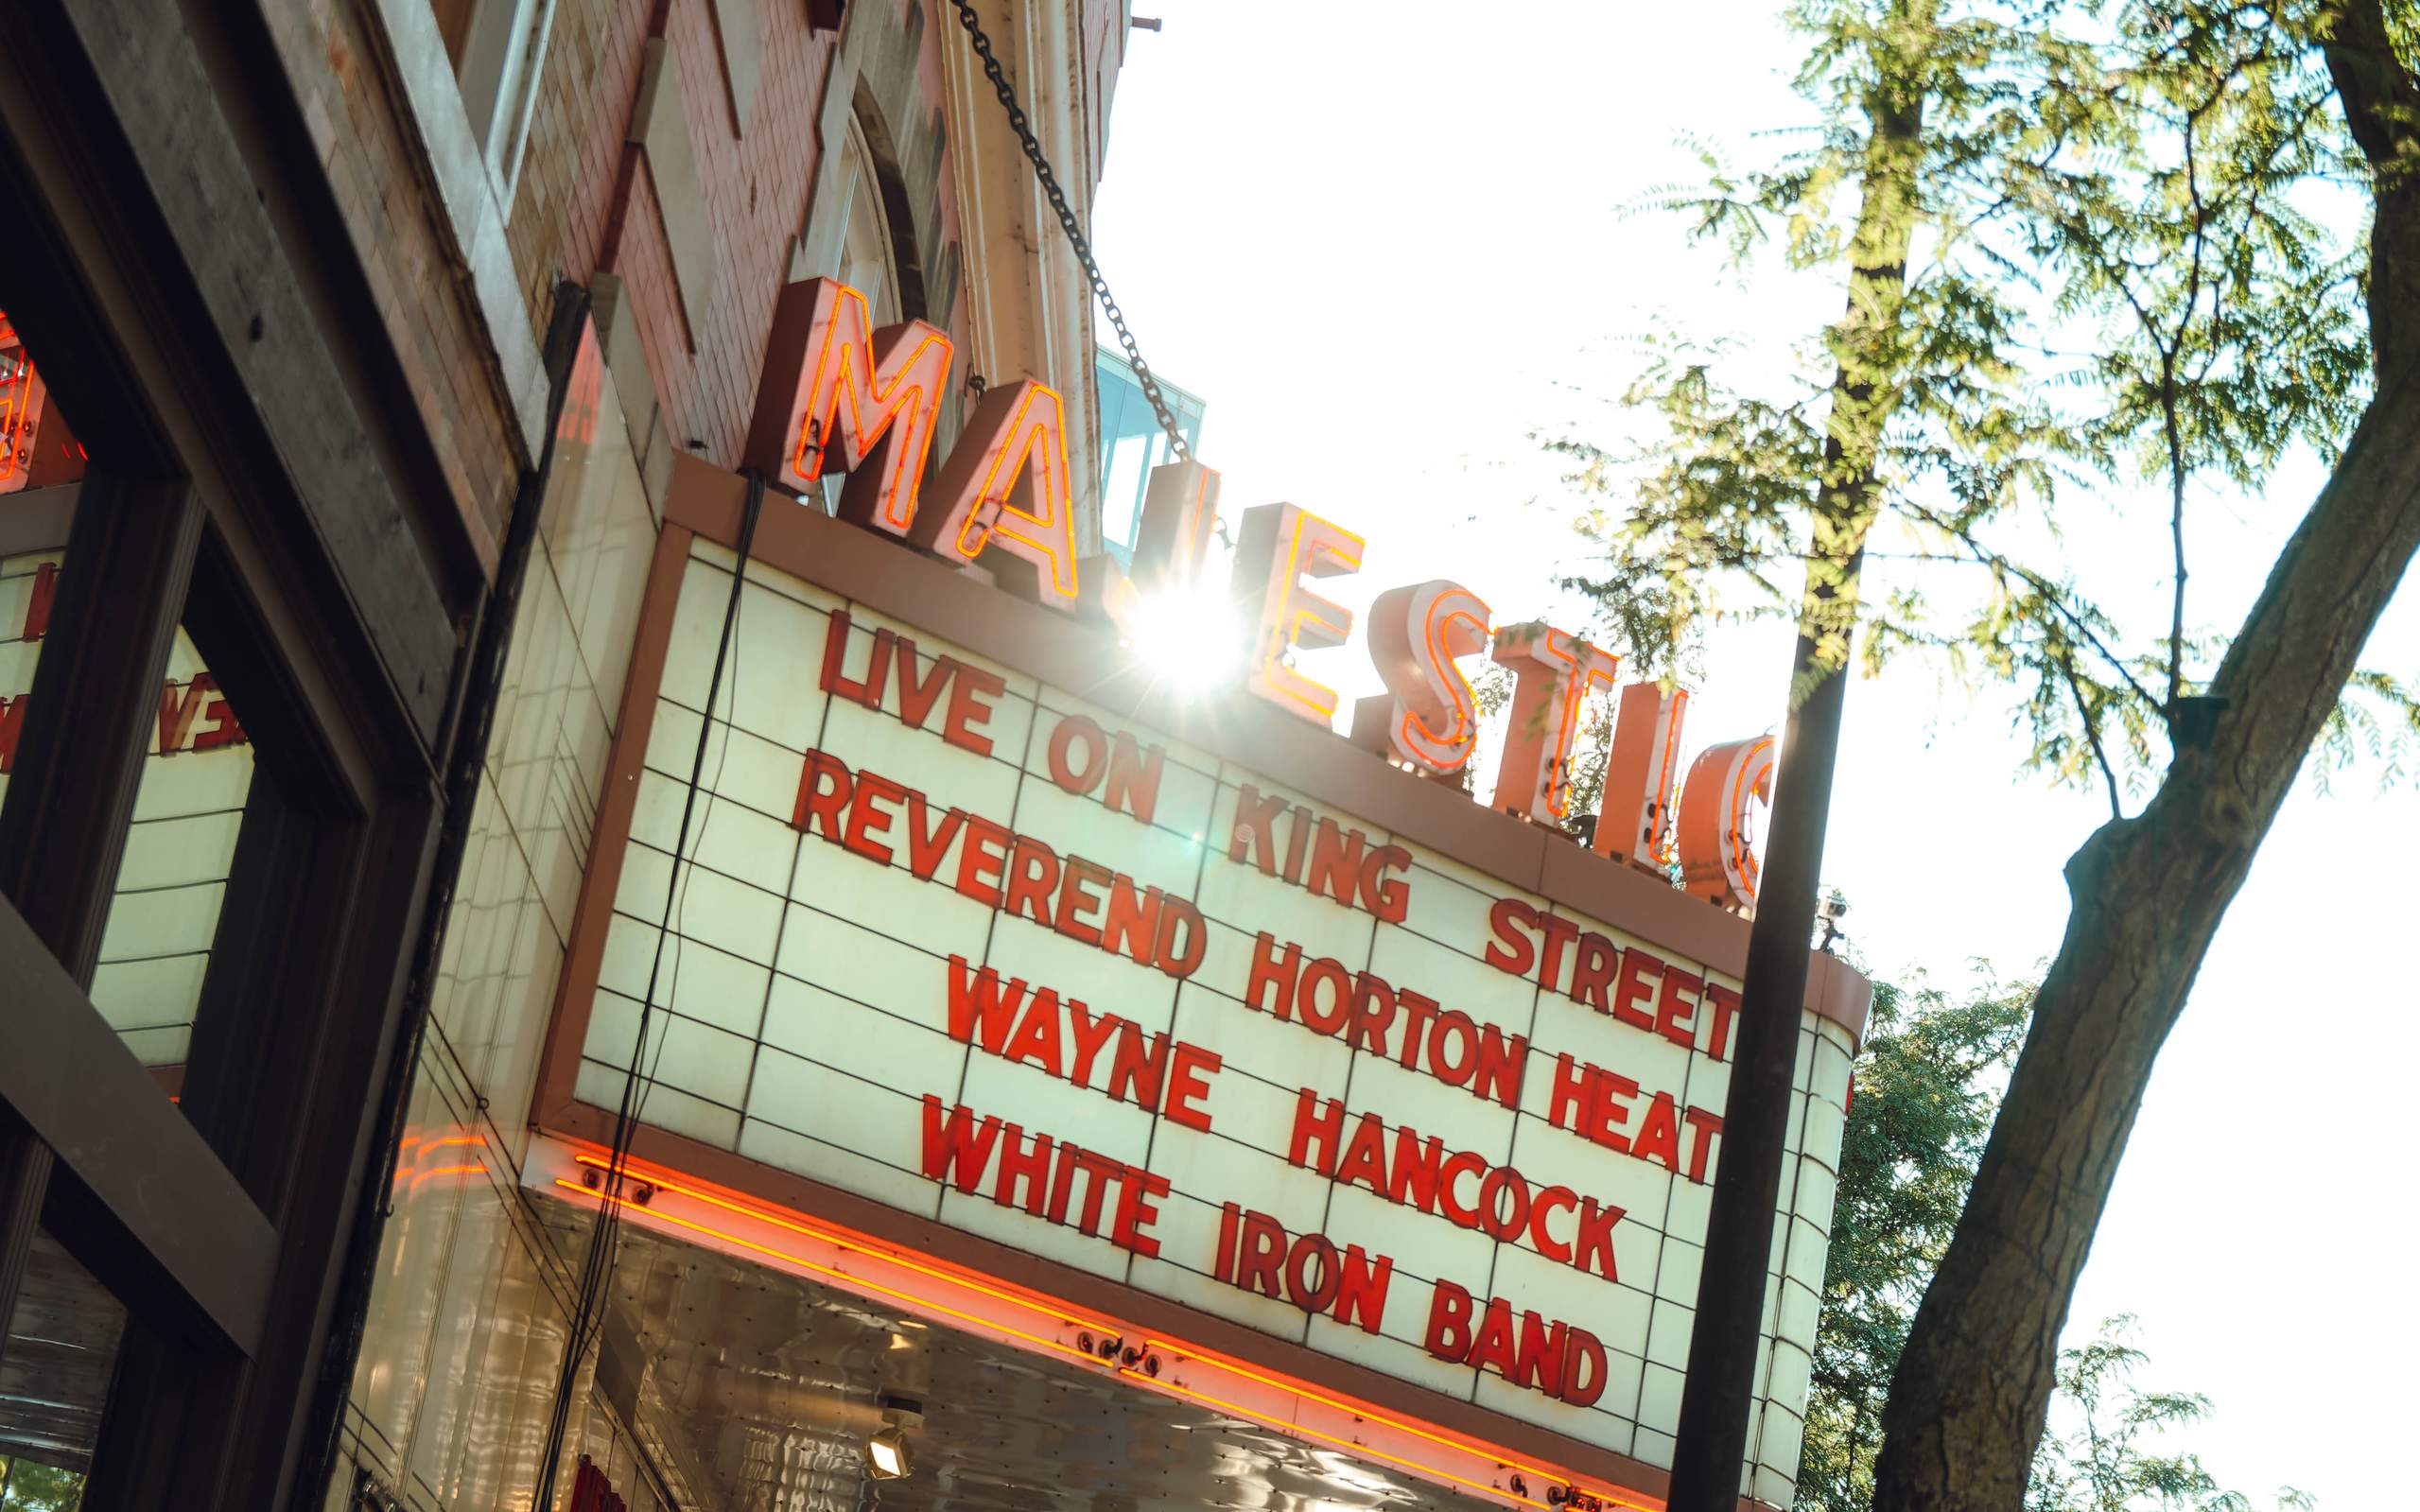 MAJESTIC
LIVE ON KING STREET
REVEREND HORTON HEAT
WAYNE HANCOCK
WHITE IRON BAND